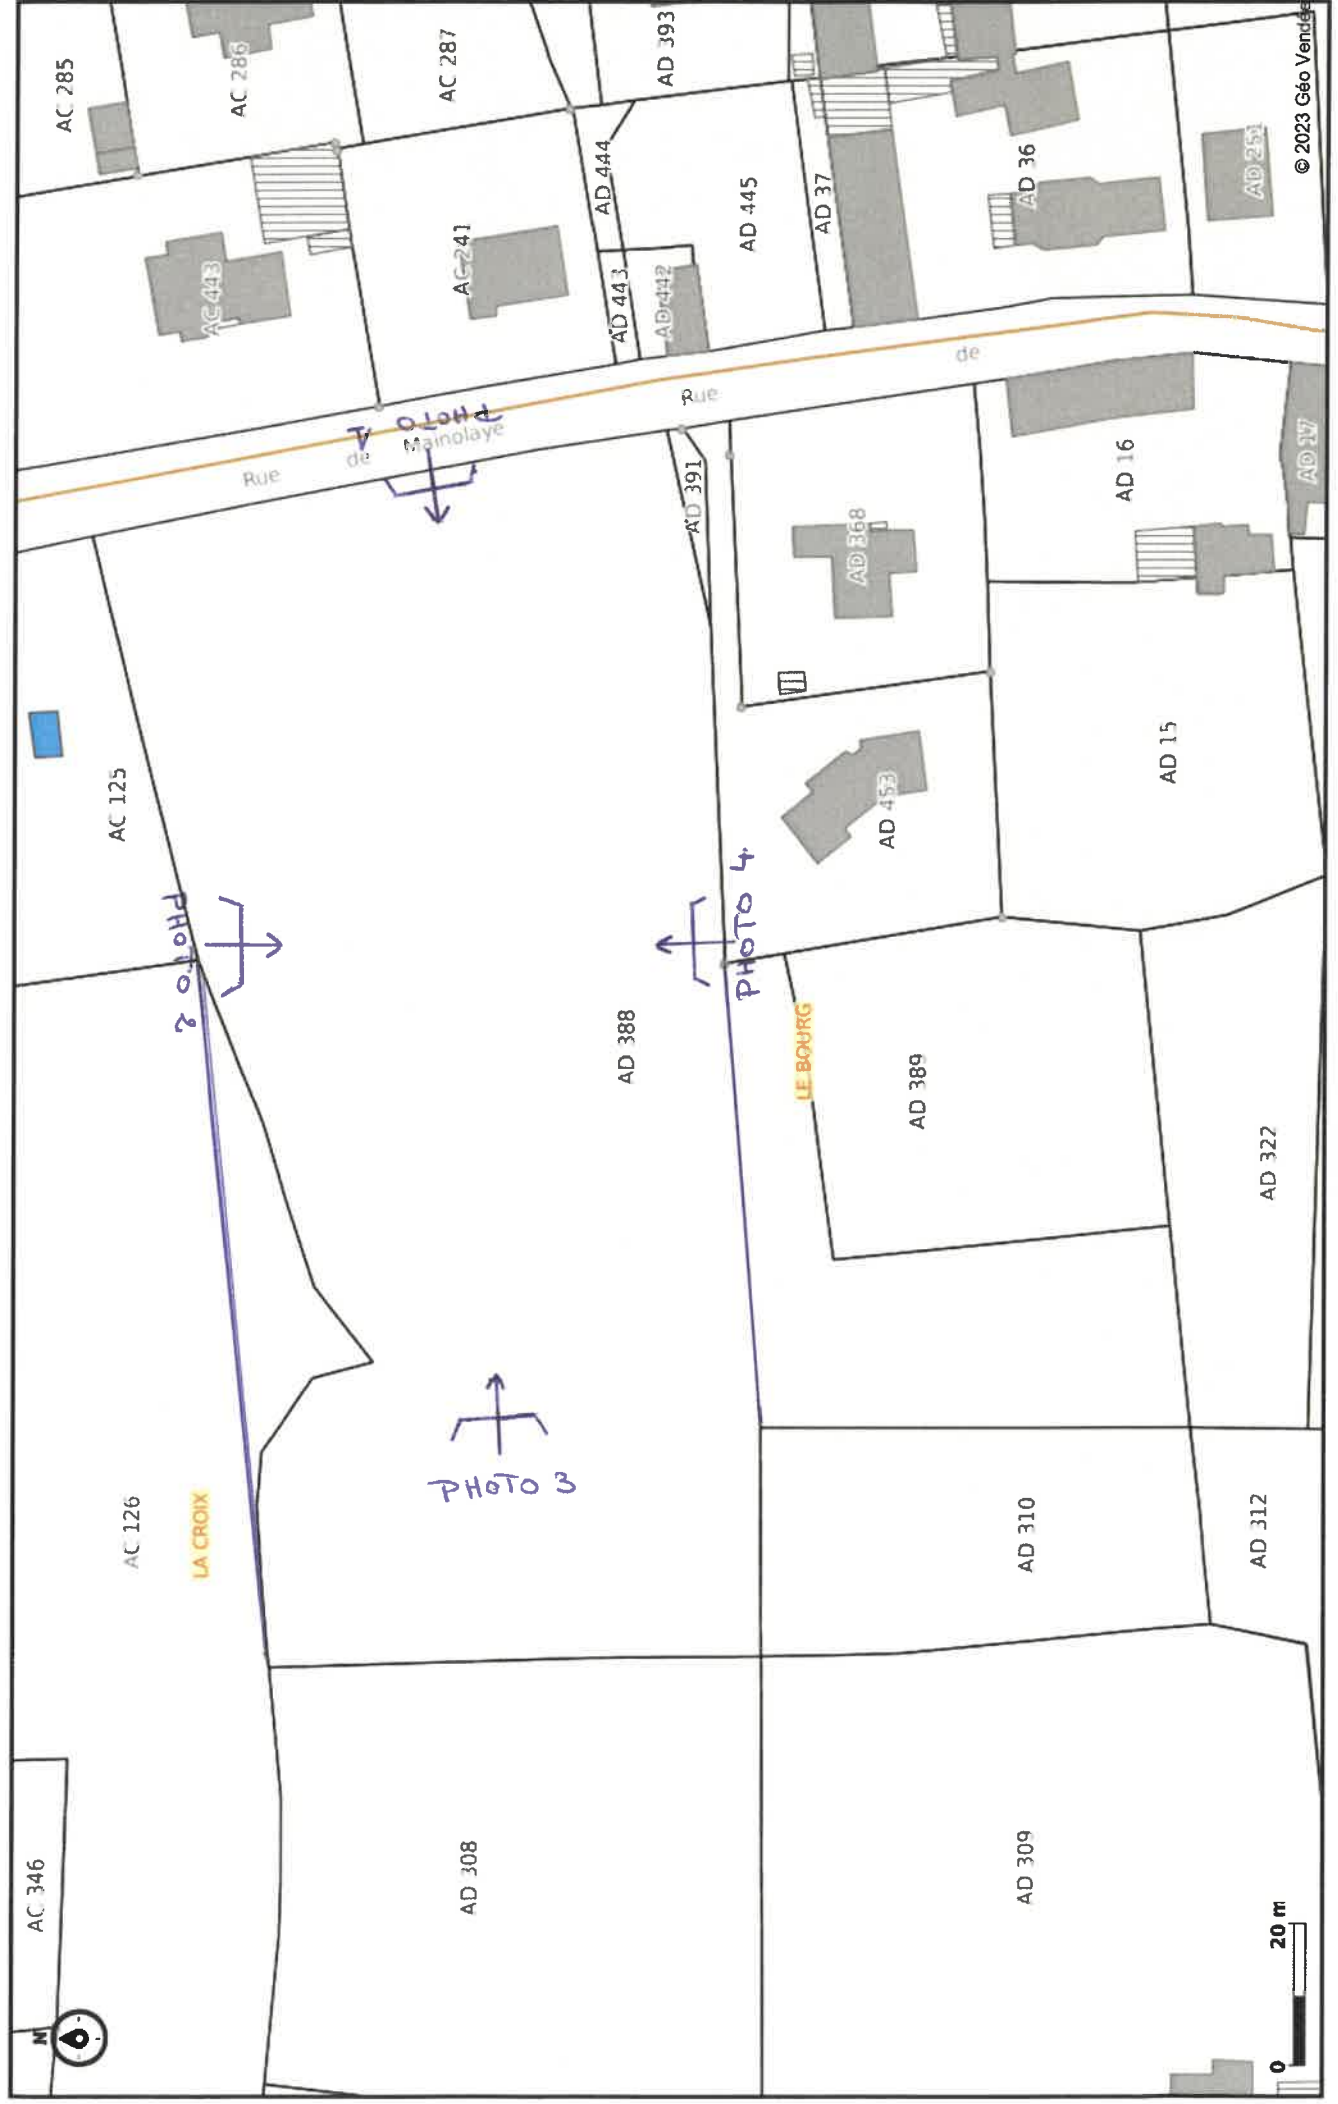 AC 285
AC 286
AC 287
AD 393
© 2023 Géo Vendée
AC 443
AC 241
AD 444
AD 443
AD 442
AD 445
AD 37
AD 36
AD 251
Rue de Mainolaye
Rue de
PHOTO 1
AD 391
AD 368
AD 16
AD 17
AC 125
AD 453
AD 15
PHOTO 2
PHOTO 4
AD 388
LE BOURG
AD 389
AD 322
PHOTO 3
AC 126
LA CROIX
AD 310
AD 312
AC 346
AD 308
AD 309
N
0 20 m